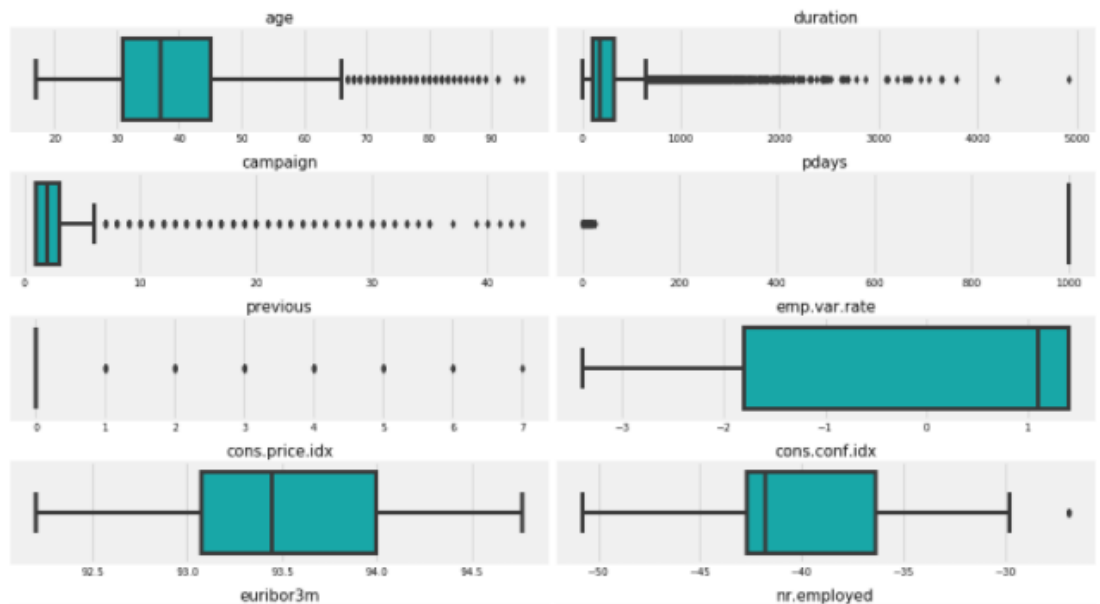 age duration
20 30 40 50 60 70 80 90 0 1000 2000 3000 4000 5000
campaign pdays
0 10 20 30 40 0 200 400 600 800 1000
previous emp.var.rate
0 1 2 3 4 5 6 7 −3 −2 −1 0 1
cons.price.idx cons.conf.idx
92.5 93.0 93.5 94.0 94.5 −50 −45 −40 −35 −30
euribor3m nr.employed